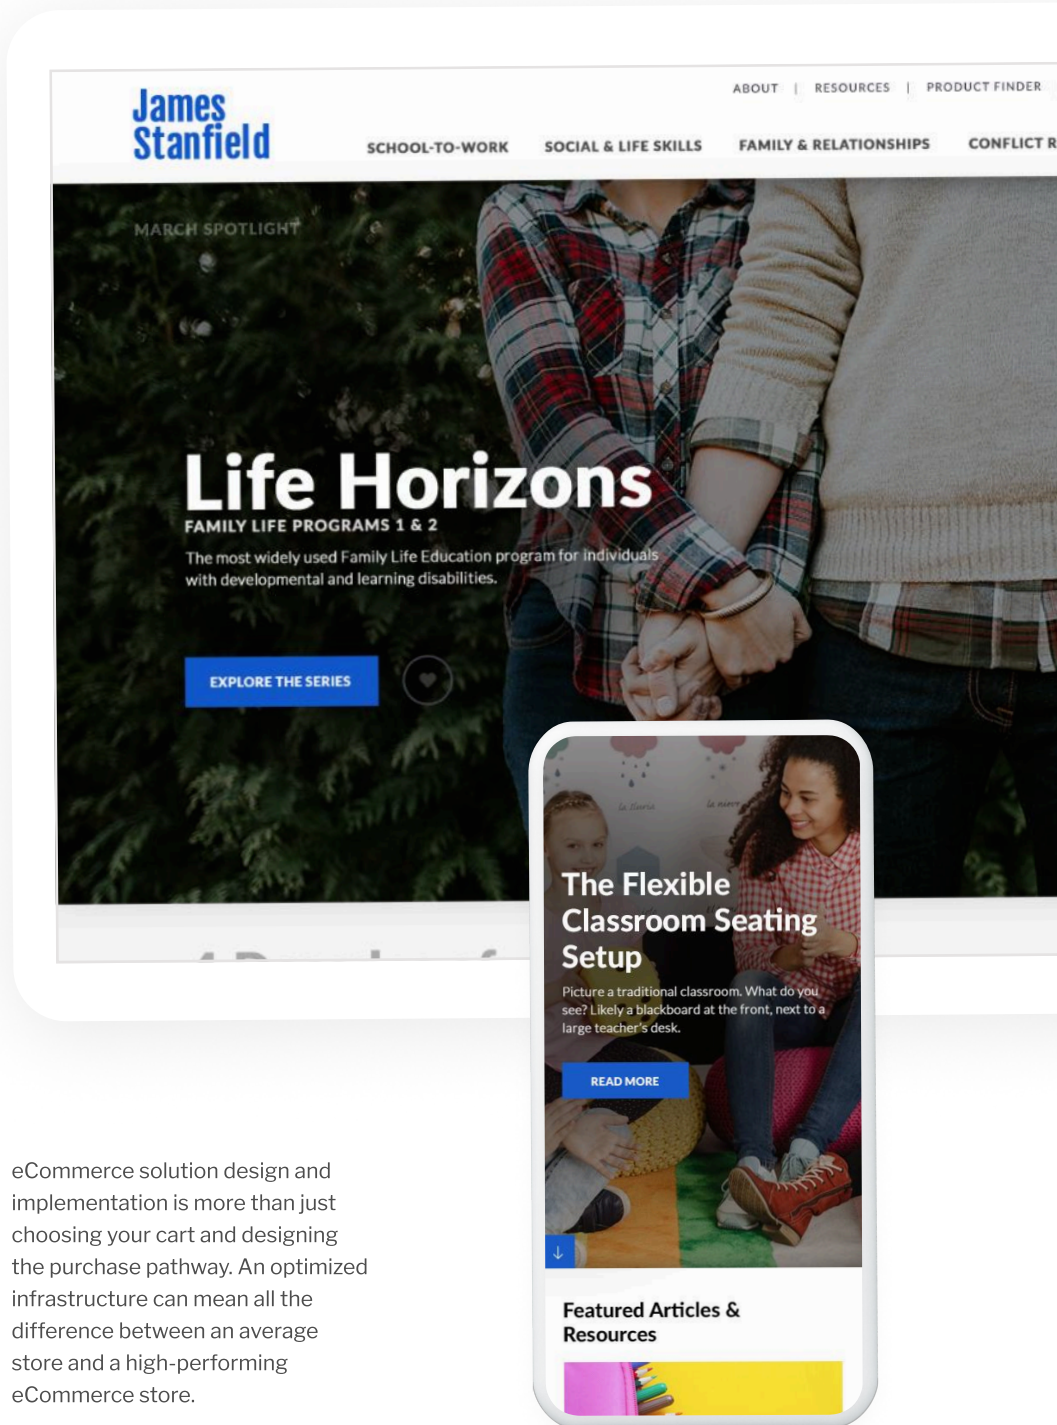 James
Stanfield
ABOUT | RESOURCES | PRODUCT FINDER
SCHOOL-TO-WORK SOCIAL & LIFE SKILLS FAMILY & RELATIONSHIPS CONFLICT R
MARCH SPOTLIGHT
Life Horizons
FAMILY LIFE PROGRAMS 1 & 2
The most widely used Family Life Education program for individuals
with developmental and learning disabilities.
EXPLORE THE SERIES
la lluvia la nieve
The Flexible
Classroom Seating
Setup
Picture a traditional classroom. What do you
see? Likely a blackboard at the front, next to a
large teacher's desk.
READ MORE
Featured Articles &
Resources
eCommerce solution design and
implementation is more than just
choosing your cart and designing
the purchase pathway. An optimized
infrastructure can mean all the
difference between an average
store and a high-performing
eCommerce store.